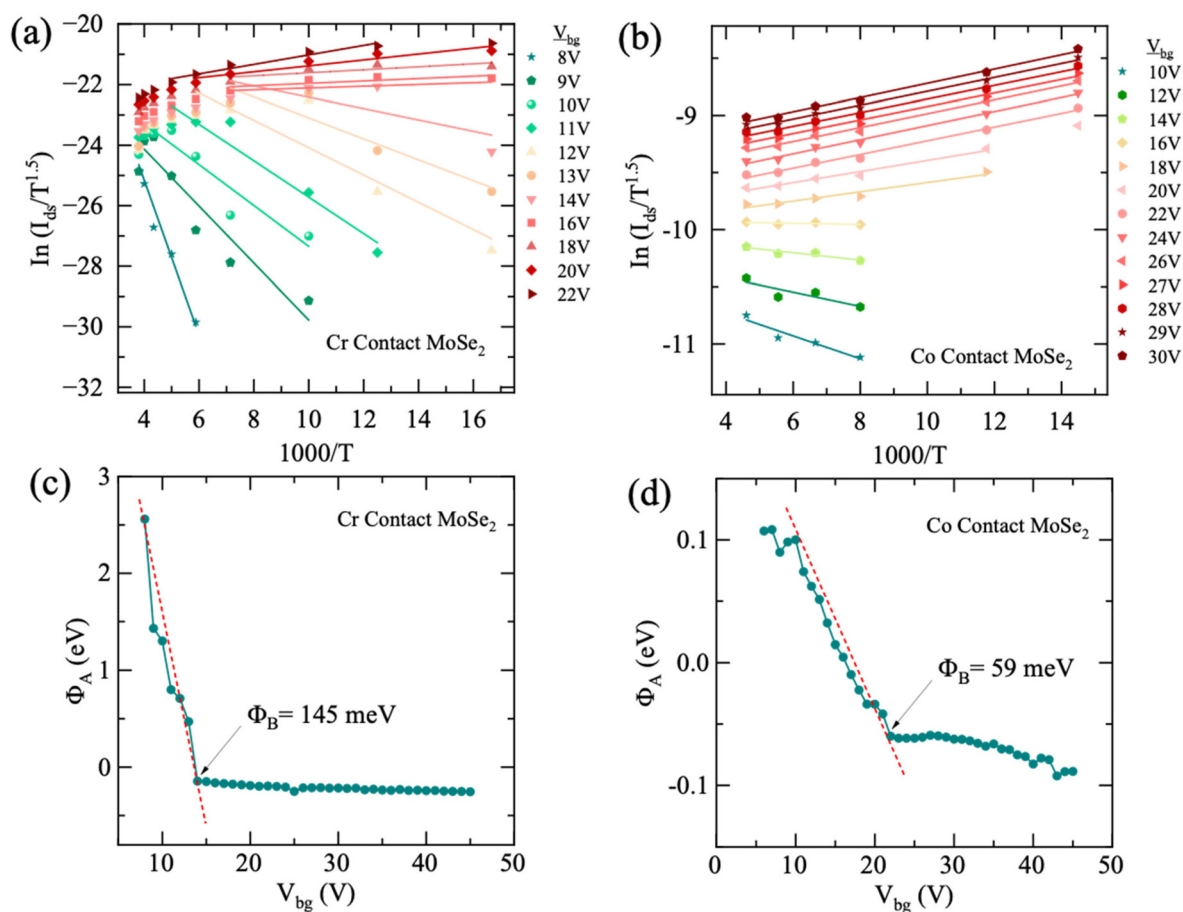 (a)
ln (I_ds/T^1.5)
−20
−22
−24
−26
−28
−30
−32
4
6
8
10
12
14
16
1000/T
Cr Contact MoSe₂
V_bg
8V
9V
10V
11V
12V
13V
14V
16V
18V
20V
22V
(b)
ln (I_ds/T^1.5)
-9
-10
-11
4
6
8
10
12
14
1000/T
Co Contact MoSe₂
V_bg
10V
12V
14V
16V
18V
20V
22V
24V
26V
27V
28V
29V
30V
(c)
Φ_A (eV)
3
2
1
0
10
20
30
40
50
V_bg (V)
Cr Contact MoSe₂
Φ_B= 145 meV
(d)
Φ_A (eV)
0.1
0.0
-0.1
0
10
20
30
40
50
V_bg (V)
Co Contact MoSe₂
Φ_B= 59 meV